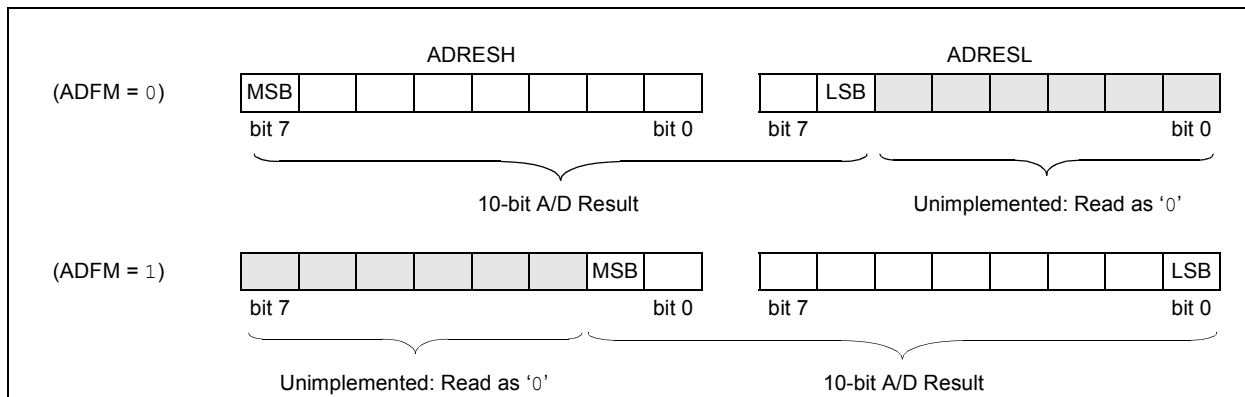 ADRESH ADRESL
(ADFM = 0) MSB LSB
bit 7 bit 0 bit 7 bit 0
10-bit A/D Result Unimplemented: Read as ‘0’
(ADFM = 1) MSB LSB
bit 7 bit 0 bit 7 bit 0
Unimplemented: Read as ‘0’ 10-bit A/D Result